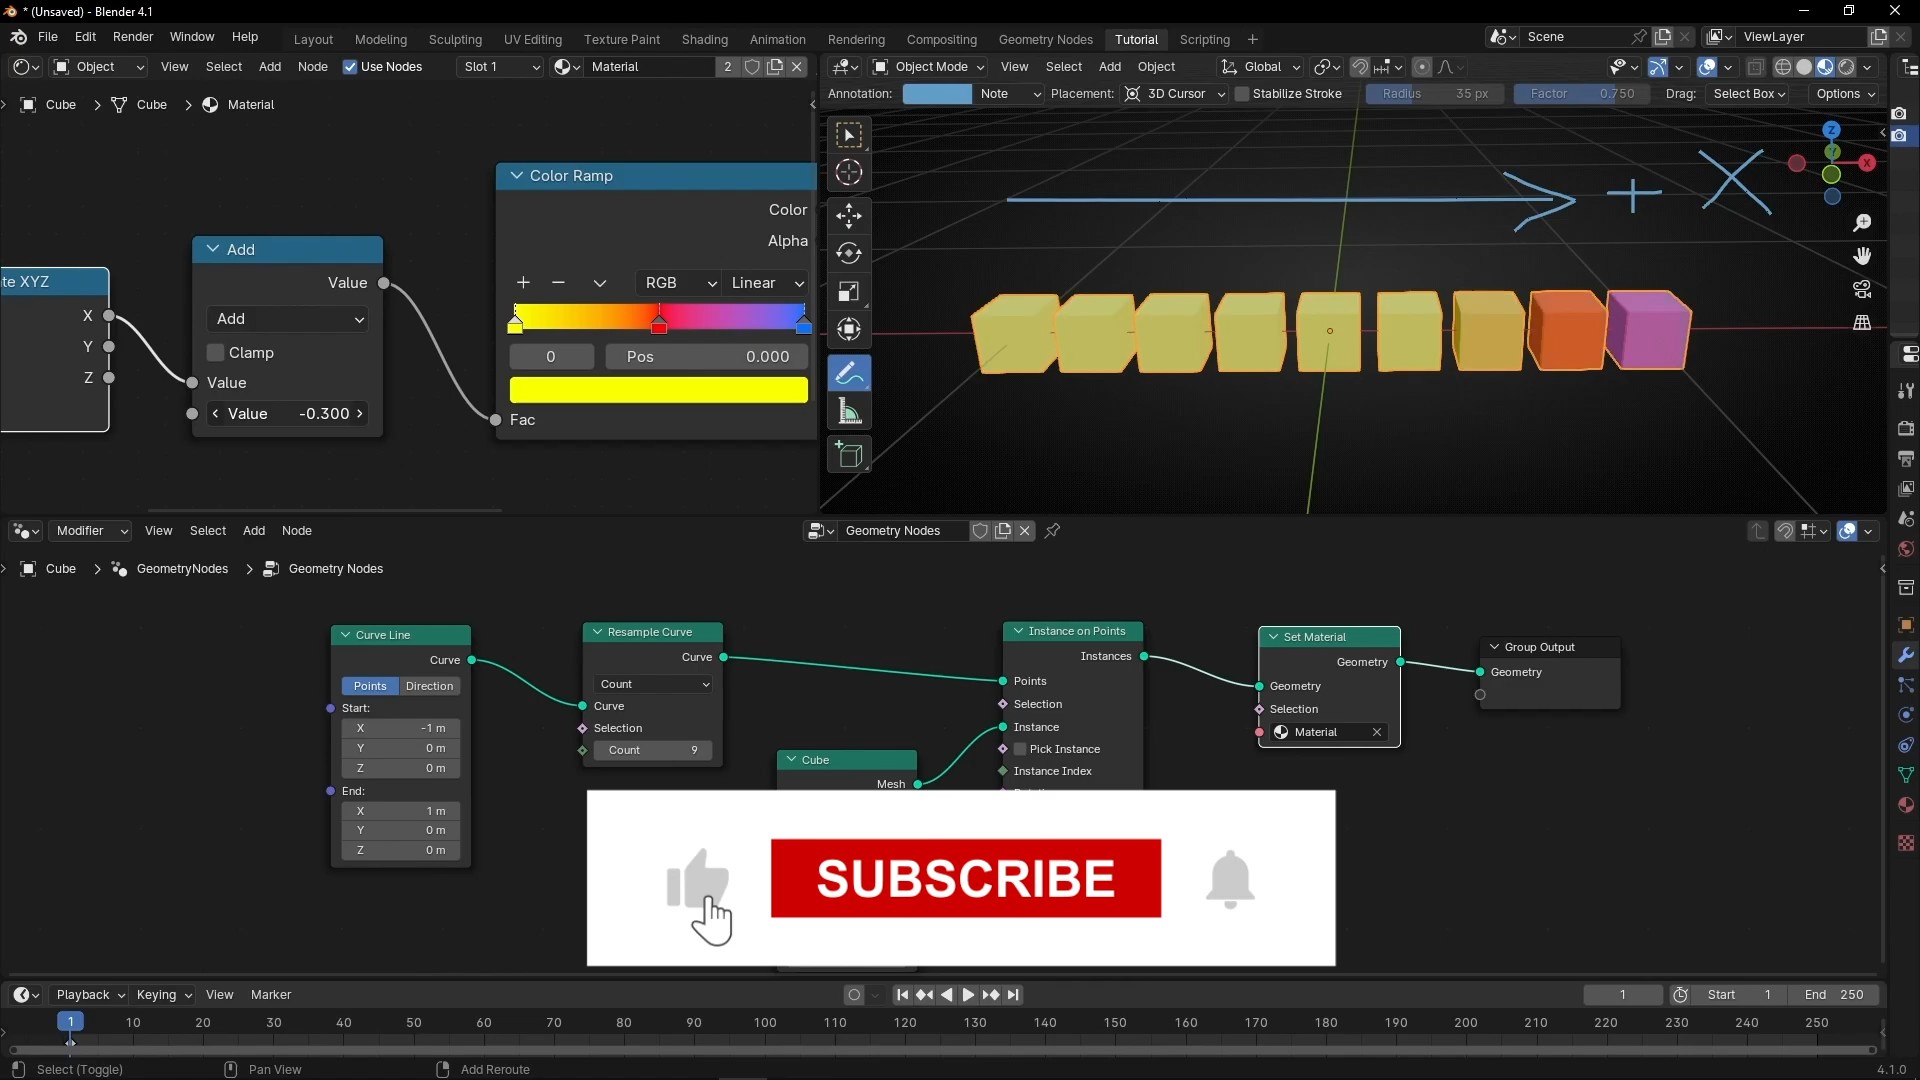 * (Unsaved) - Blender 4.1
File Edit Render Window Help Layout Modeling Sculpting UV Editing Texture Paint Shading Animation Rendering Compositing Geometry Nodes Tutorial Scripting + Scene ViewLayer
Object View Select Add Node Use Nodes Slot 1 Material 2
Object Mode View Select Add Object Global
Annotation: Note Placement: 3D Cursor Stabilize Stroke Radius 35 px Factor 0.750 Drag: Select Box Options
Cube > Cube > Material
te XYZ
X
Y
Z
Add
Value
Add
Clamp
Value
Value -0.300
Color Ramp
Color
Alpha
RGB Linear
0 Pos 0.000
Fac
+ X
Z
Y
X
Modifier View Select Add Node Geometry Nodes
Cube > GeometryNodes > Geometry Nodes
Curve Line
Curve
Points Direction
Start:
X -1 m
Y 0 m
Z 0 m
End:
X 1 m
Y 0 m
Z 0 m
Resample Curve
Curve
Count
Curve
Selection
Count 9
Cube
Mesh
Instance on Points
Instances
Points
Selection
Instance
Pick Instance
Instance Index
Set Material
Geometry
Geometry
Selection
Material
Group Output
Geometry
SUBSCRIBE
Playback Keying View Marker 1 Start 1 End 250
1 10 20 30 40 50 60 70 80 90 100 110 120 130 140 150 160 170 180 190 200 210 220 230 240 250
Select (Toggle) Pan View Add Reroute 4.1.0